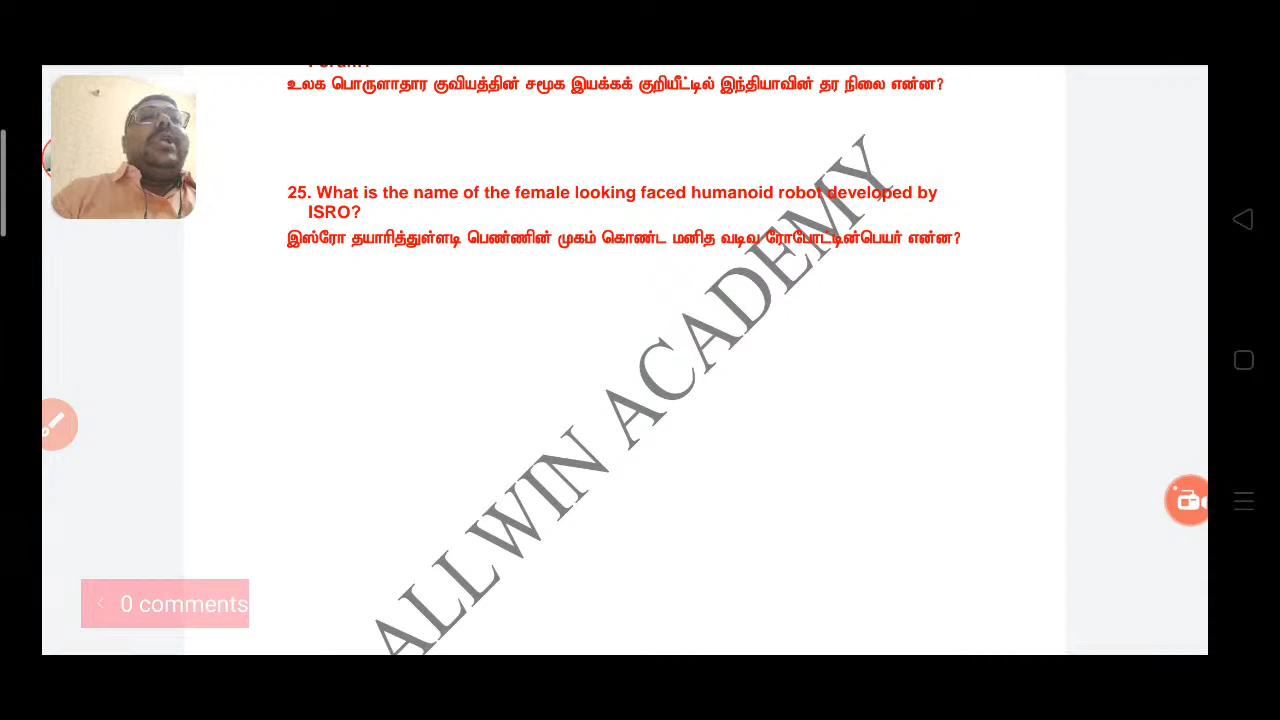 உலக பொருளாதார குவியத்தின் சமூக இயக்கக் குறியீட்டில் இந்தியாவின் தர நிலை என்ன?
25. What is the name of the female looking faced humanoid robot developed by
ISRO?
இஸ்ரோ தயாரித்துள்ளடி பெண்ணின் முகம் கொண்ட மனித வடிவ ரோபோட்டின்பெயர் என்ன?
ALLWIN ACADEMY
0 comments